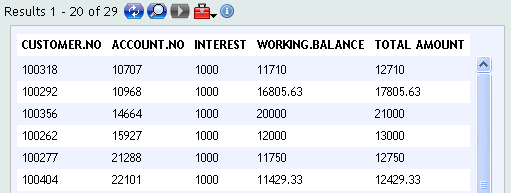 Results 1 - 20 of 29
CUSTOMER.NO ACCOUNT.NO INTEREST WORKING.BALANCE TOTAL AMOUNT
100318 10707 1000 11710 12710
100292 10968 1000 16805.63 17805.63
100356 14664 1000 20000 21000
100262 15927 1000 12000 13000
100277 21288 1000 11750 12750
100404 22101 1000 11429.33 12429.33